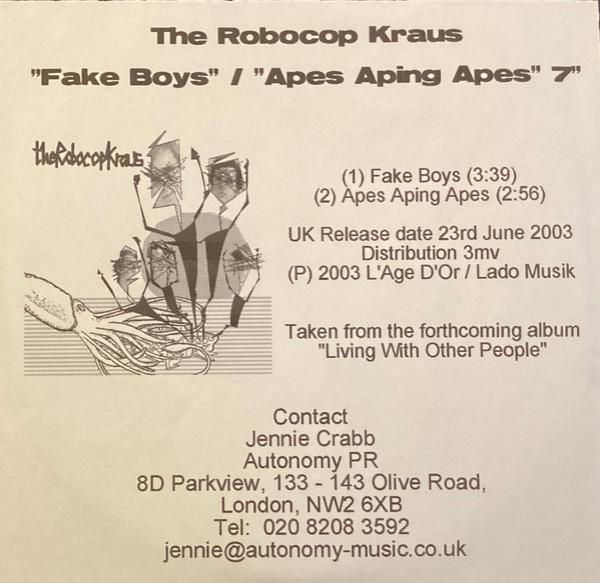 The Robocop Kraus
"Fake Boys" / "Apes Aping Apes" 7"
theRobocopKraus
(1) Fake Boys (3:39)
(2) Apes Aping Apes (2:56)
UK Release date 23rd June 2003
Distribution 3mv
(P) 2003 L'Age D'Or / Lado Musik
Taken from the forthcoming album
"Living With Other People"
Contact
Jennie Crabb
Autonomy PR
8D Parkview, 133 - 143 Olive Road,
London, NW2 6XB
Tel:  020 8208 3592
jennie@autonomy-music.co.uk